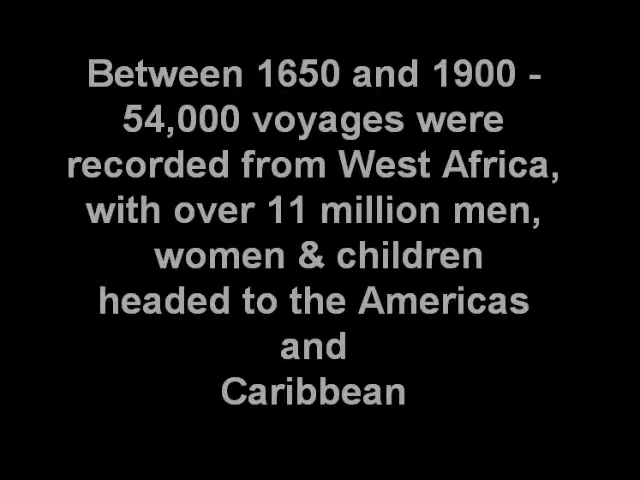 Between 1650 and 1900 -
54,000 voyages were
recorded from West Africa,
with over 11 million men,
women & children
headed to the Americas
and
Caribbean